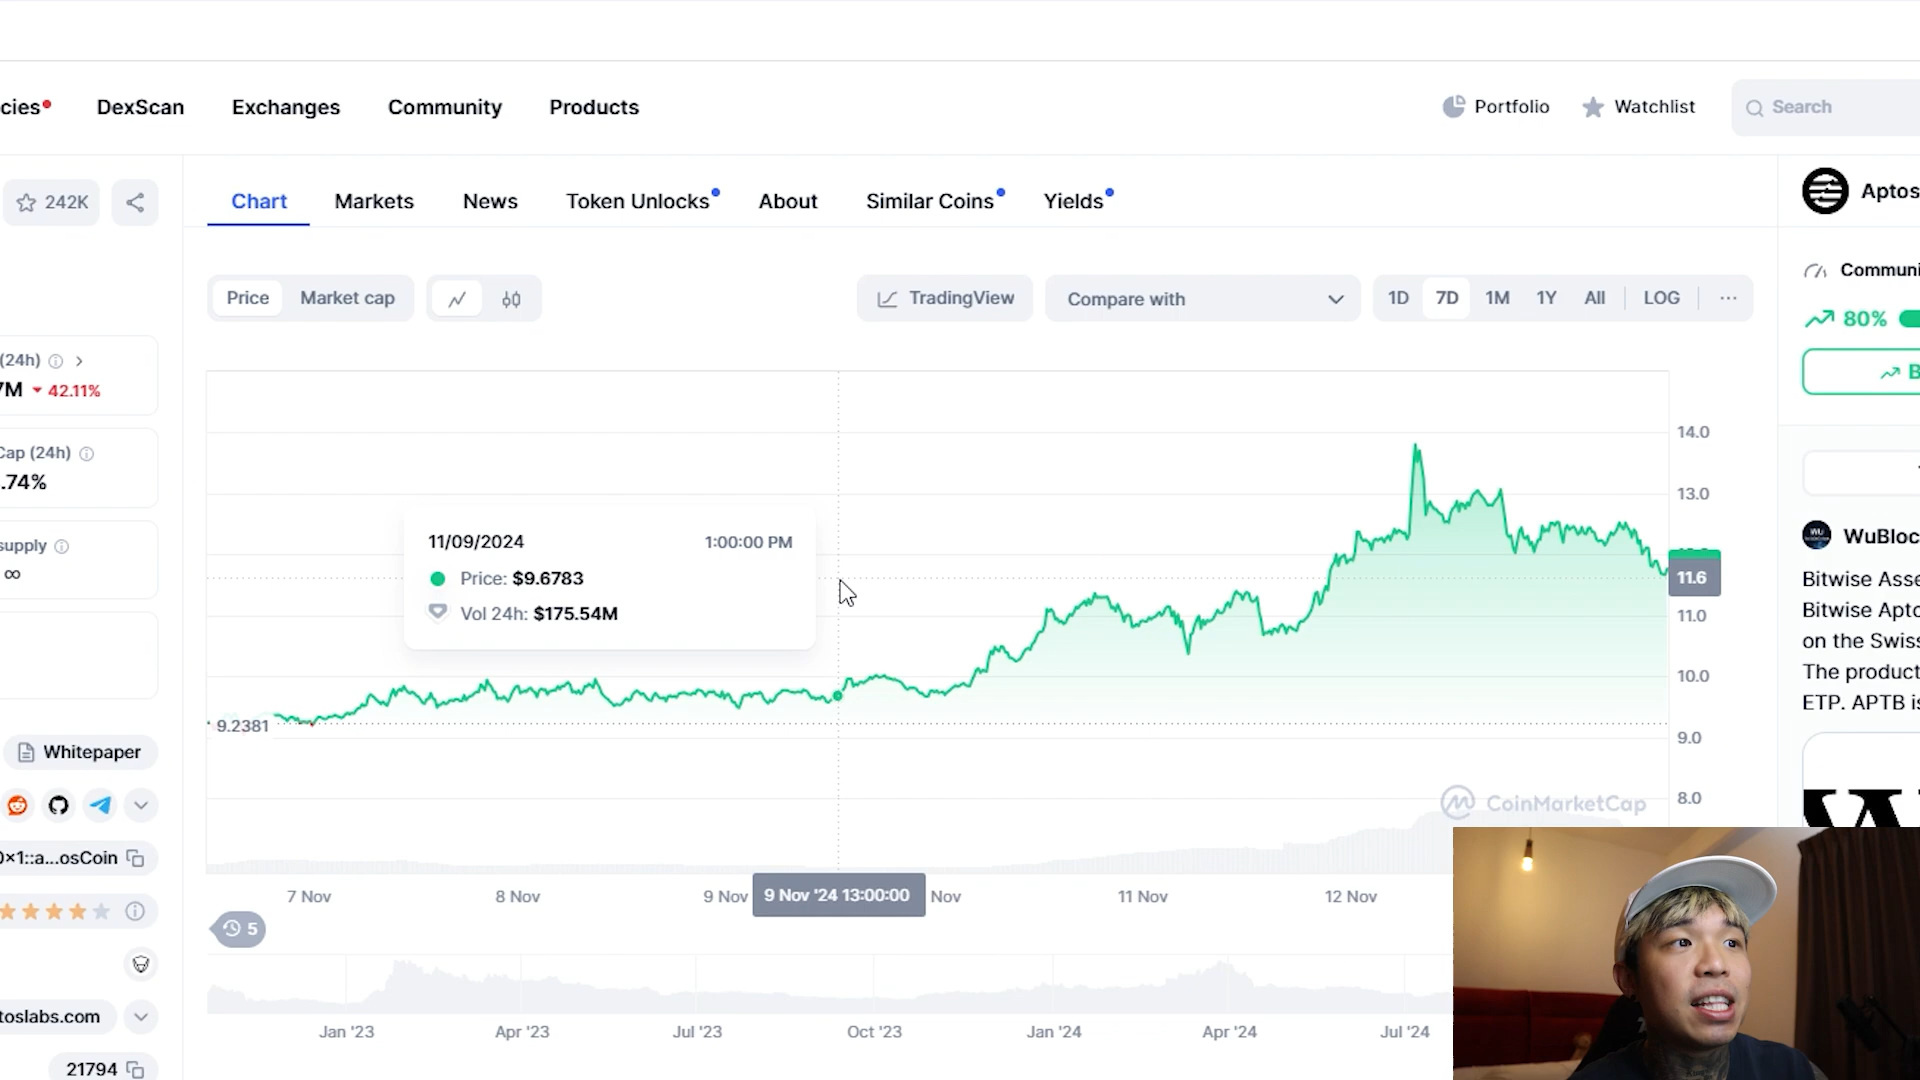 cies
DexScan
Exchanges
Community
Products
Portfolio
Watchlist
Search
242K
Chart
Markets
News
Token Unlocks
About
Similar Coins
Yields
Aptos
Price
Market cap
TradingView
Compare with
1D
7D
1M
1Y
All
LOG
Communi
80%
B
(24h)
7M
42.11%
Cap (24h)
.74%
supply
∞
14.0
13.0
11.6
11.0
10.0
9.0
8.0
11/09/2024
1:00:00 PM
Price: $9.6783
Vol 24h: $175.54M
9.2381
CoinMarketCap
WU
WuBloc
Bitwise Asse
Bitwise Apto
on the Swiss
The product
ETP. APTB is
W
Whitepaper
0×1::a...osCoin
toslabs.com
21794
7 Nov
8 Nov
9 Nov
9 Nov '24 13:00:00
Nov
11 Nov
12 Nov
5
Jan '23
Apr '23
Jul '23
Oct '23
Jan '24
Apr '24
Jul '24